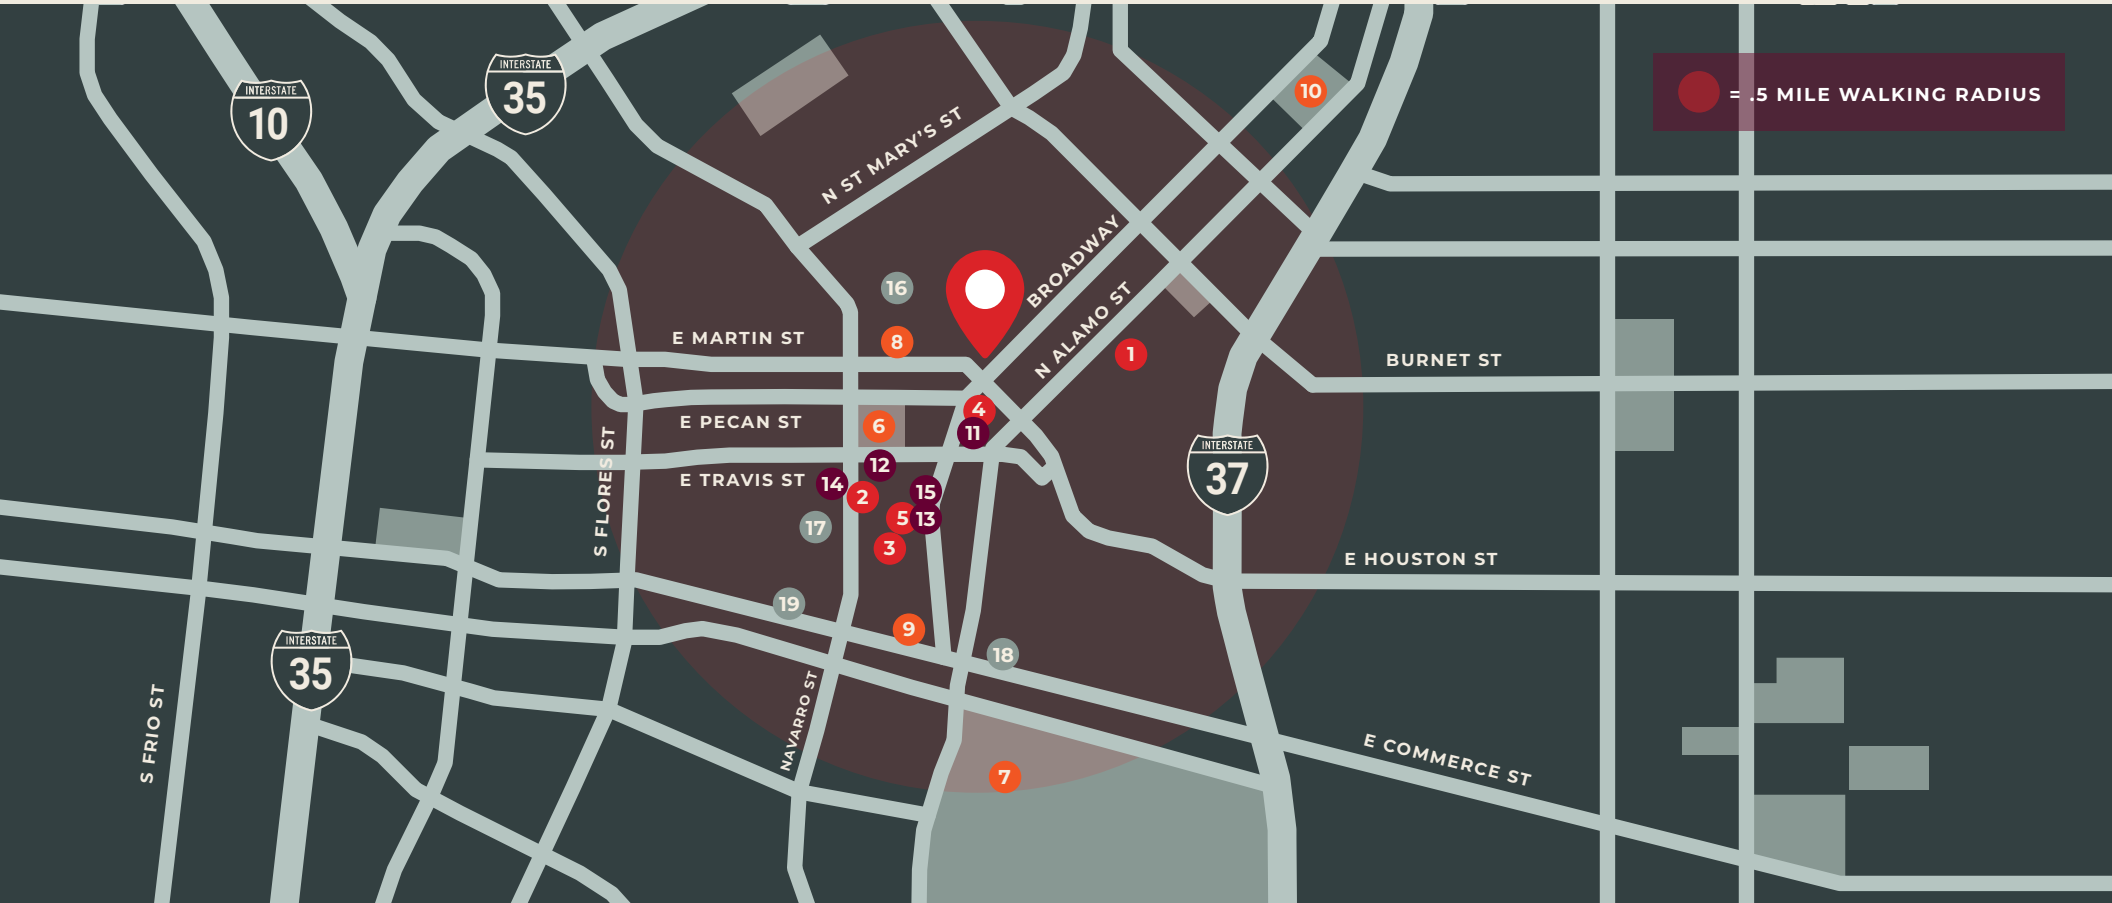 INTERSTATE
35
INTERSTATE
10
10
= .5 MILE WALKING RADIUS
N ST MARY'S ST
BROADWAY
16
N ALAMO ST
E MARTIN ST
8
1
BURNET ST
4
E PECAN ST
6
11
S FLORES ST
12
INTERSTATE
37
E TRAVIS ST
14
2
15
17
5
13
3
E HOUSTON ST
19
9
18
INTERSTATE
35
S FRIO ST
NAVARRO ST
E COMMERCE ST
7